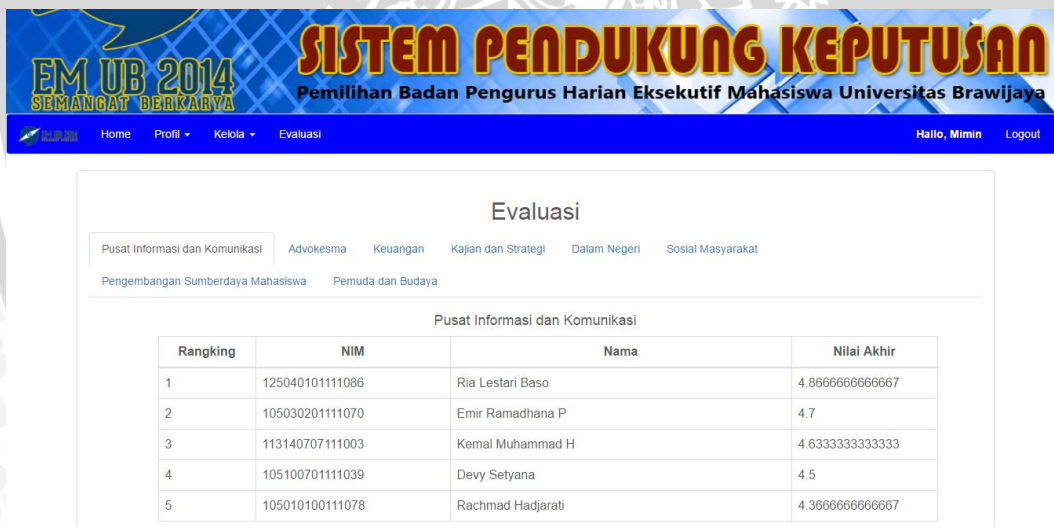 SISTEM PENDUKUNG KEPUTUSAN
EM UB 2014
SEMANGAT BERKARYA
Pemilihan Badan Pengurus Harian Eksekutif Mahasiswa Universitas Brawijaya
Home Profil Kelola Evaluasi Hallo, Mimin Logout
Evaluasi
Pusat Informasi dan Komunikasi Advokesma Keuangan Kajian dan Strategi Dalam Negeri Sosial Masyarakat
Pengembangan Sumberdaya Mahasiswa Pemuda dan Budaya
Pusat Informasi dan Komunikasi
Rangking NIM Nama Nilai Akhir
1 125040101111086 Ria Lestari Baso 4.8666666666667
2 105030201111070 Emir Ramadhana P 4.7
3 113140707111003 Kemal Muhammad H 4.6333333333333
4 105100701111039 Devy Setyana 4.5
5 105010100111078 Rachmad Hadjarati 4.3666666666667